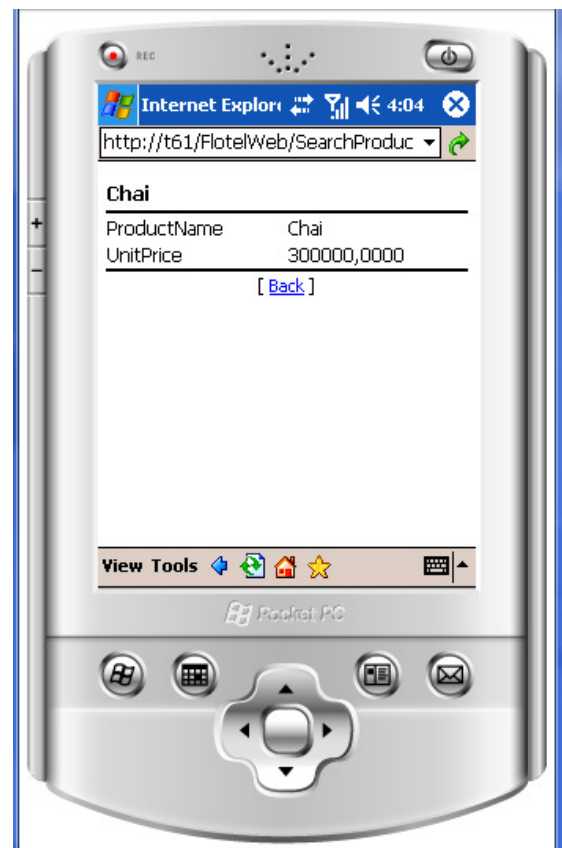 REC
Internet Explor 4:04
http://t61/FlotelWeb/SearchProduc
Chai
ProductName Chai
UnitPrice 300000,0000
[ Back ]
View Tools
Pocket PC